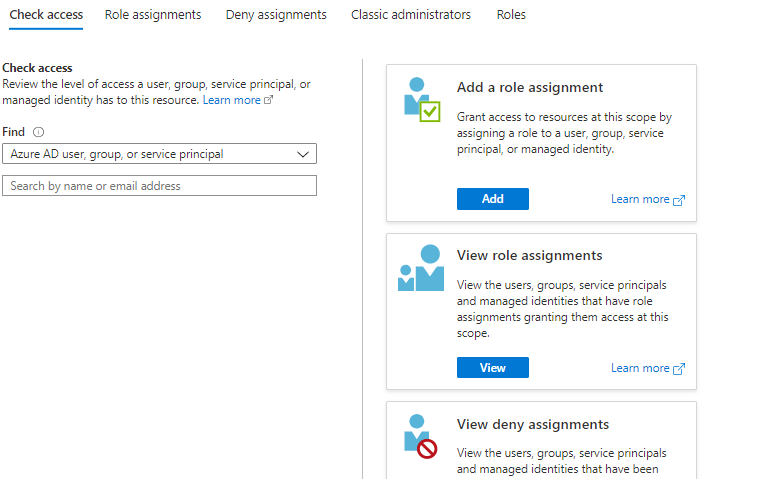 Check access Role assignments Deny assignments Classic administrators Roles
Check access
Review the level of access a user, group, service principal, or
managed identity has to this resource. Learn more
Find
Azure AD user, group, or service principal
Search by name or email address
Add a role assignment
Grant access to resources at this scope by
assigning a role to a user, group, service
principal, or managed identity.
Add Learn more
View role assignments
View the users, groups, service principals
and managed identities that have role
assignments granting them access at this
scope.
View Learn more
View deny assignments
View the users, groups, service principals
and managed identities that have been